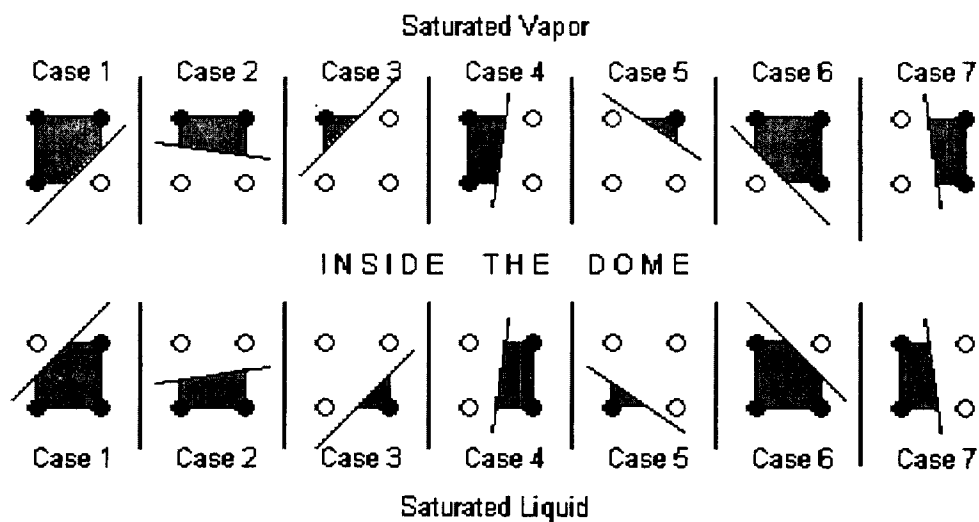 Saturated Vapor
Case 1 Case 2 Case 3 Case 4 Case 5 Case 6 Case 7
INSIDE THE DOME
Case 1 Case 2 Case 3 Case 4 Case 5 Case 6 Case 7
Saturated Liquid